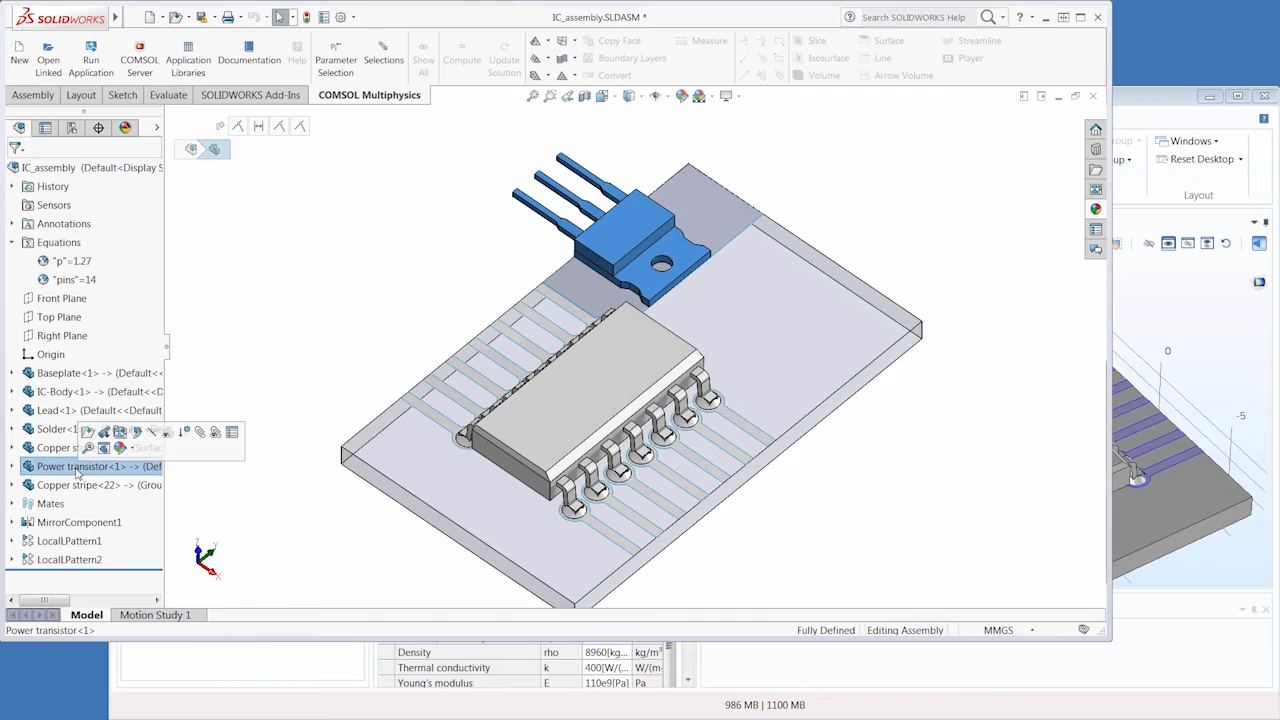 SOLIDWORKS
IC_assembly.SLDASM *
Search SOLIDWORKS Help
New
Open Linked
Run Application
COMSOL Server
Application Libraries
Documentation
Help
Parameter Selection
Selections
Show All
Compute
Update Solution
Copy Face
Boundary Layers
Convert
Measure
Slice
Isosurface
Volume
Surface
Line
Arrow Volume
Streamline
Player
Assembly
Layout
Sketch
Evaluate
SOLIDWORKS Add-Ins
COMSOL Multiphysics
IC_assembly (Default<Display S
History
Sensors
Annotations
Equations
"p"=1.27
"pins"=14
Front Plane
Top Plane
Right Plane
Origin
Baseplate<1> -> (Default<<
IC-Body<1> -> (Default<<D
Lead<1> (Default<<Default
Solder<1
Copper s
Power transistor<1> -> (Def
Copper stripe<22> -> (Grou
Mates
MirrorComponent1
LocalLPattern1
LocalLPattern2
Model
Motion Study 1
Power transistor<1>
Fully Defined
Editing Assembly
MMGS
Windows
Reset Desktop
Layout
0
-5
Density rho 8960[kg... kg/m³
Thermal conductivity k 400[W/(... W/(m·
Young's modulus E 110e9[Pa] Pa
986 MB | 1100 MB